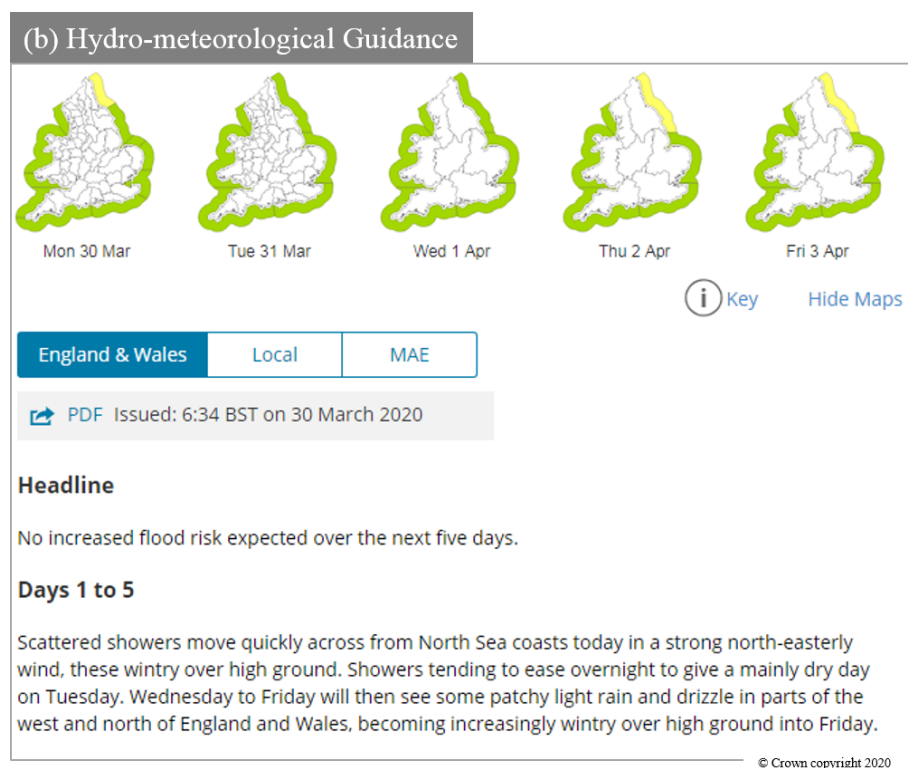 (b) Hydro-meteorological Guidance
Mon 30 Mar
Tue 31 Mar
Wed 1 Apr
Thu 2 Apr
Fri 3 Apr
i Key
Hide Maps
England & Wales
Local
MAE
PDF Issued: 6:34 BST on 30 March 2020
Headline
No increased flood risk expected over the next five days.
Days 1 to 5
Scattered showers move quickly across from North Sea coasts today in a strong north-easterly
wind, these wintry over high ground. Showers tending to ease overnight to give a mainly dry day
on Tuesday. Wednesday to Friday will then see some patchy light rain and drizzle in parts of the
west and north of England and Wales, becoming increasingly wintry over high ground into Friday.
© Crown copyright 2020